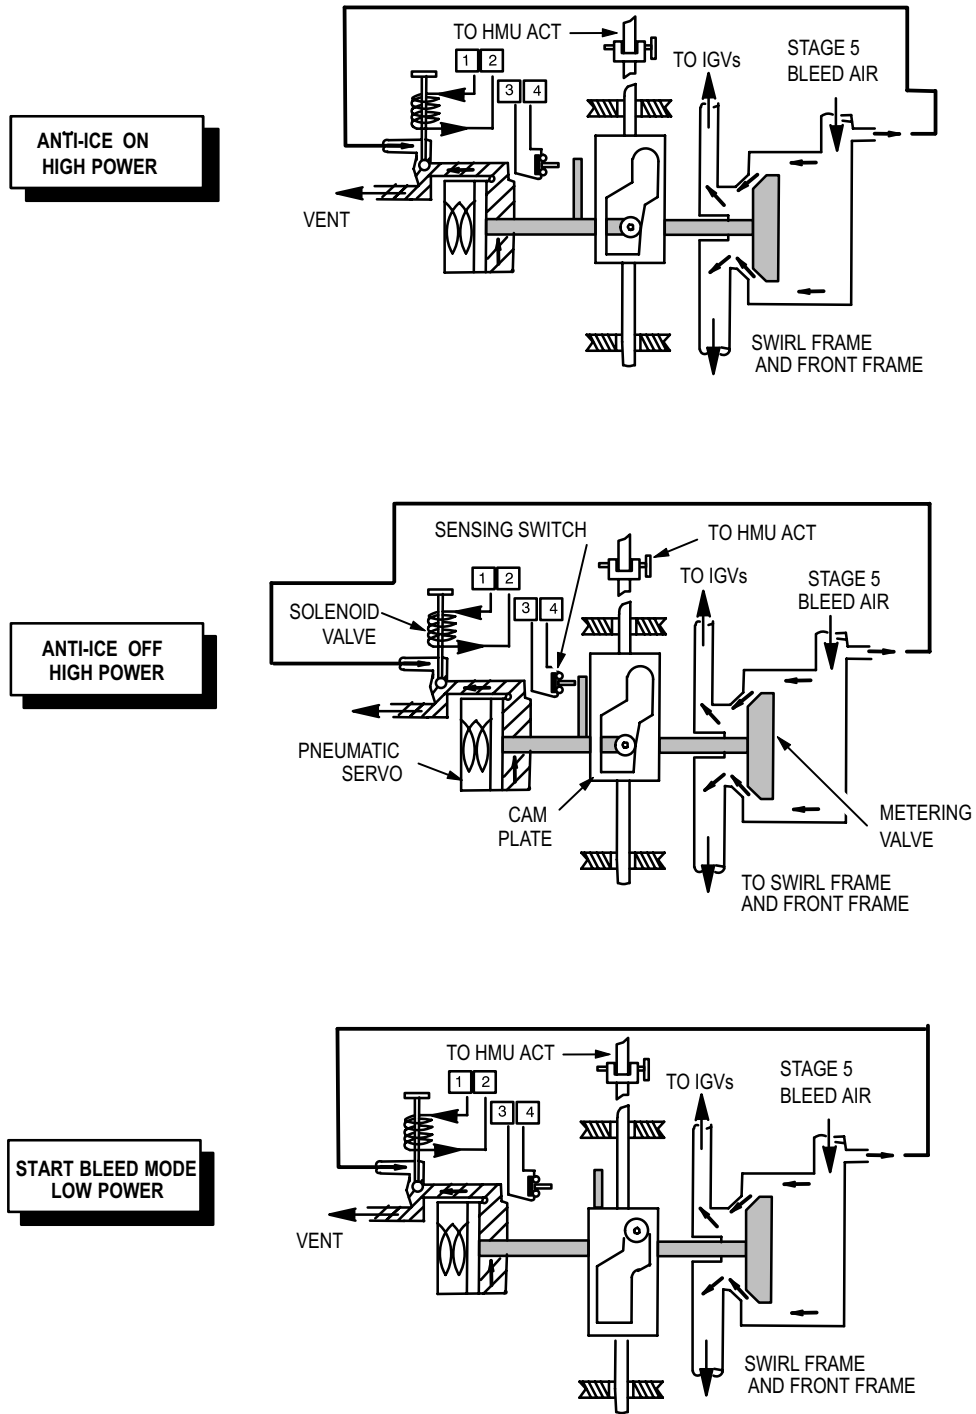 TO HMU ACT
TO IGVs
STAGE 5
BLEED AIR
1 2
3 4
ANTI-ICE ON
HIGH POWER
VENT
SWIRL FRAME
AND FRONT FRAME
SENSING SWITCH
TO HMU ACT
TO IGVs
STAGE 5
BLEED AIR
1 2
3 4
SOLENOID
VALVE
ANTI-ICE OFF
HIGH POWER
PNEUMATIC
SERVO
CAM
PLATE
METERING
VALVE
TO SWIRL FRAME
AND FRONT FRAME
TO HMU ACT
TO IGVs
STAGE 5
BLEED AIR
1 2
3 4
START BLEED MODE
LOW POWER
VENT
SWIRL FRAME
AND FRONT FRAME